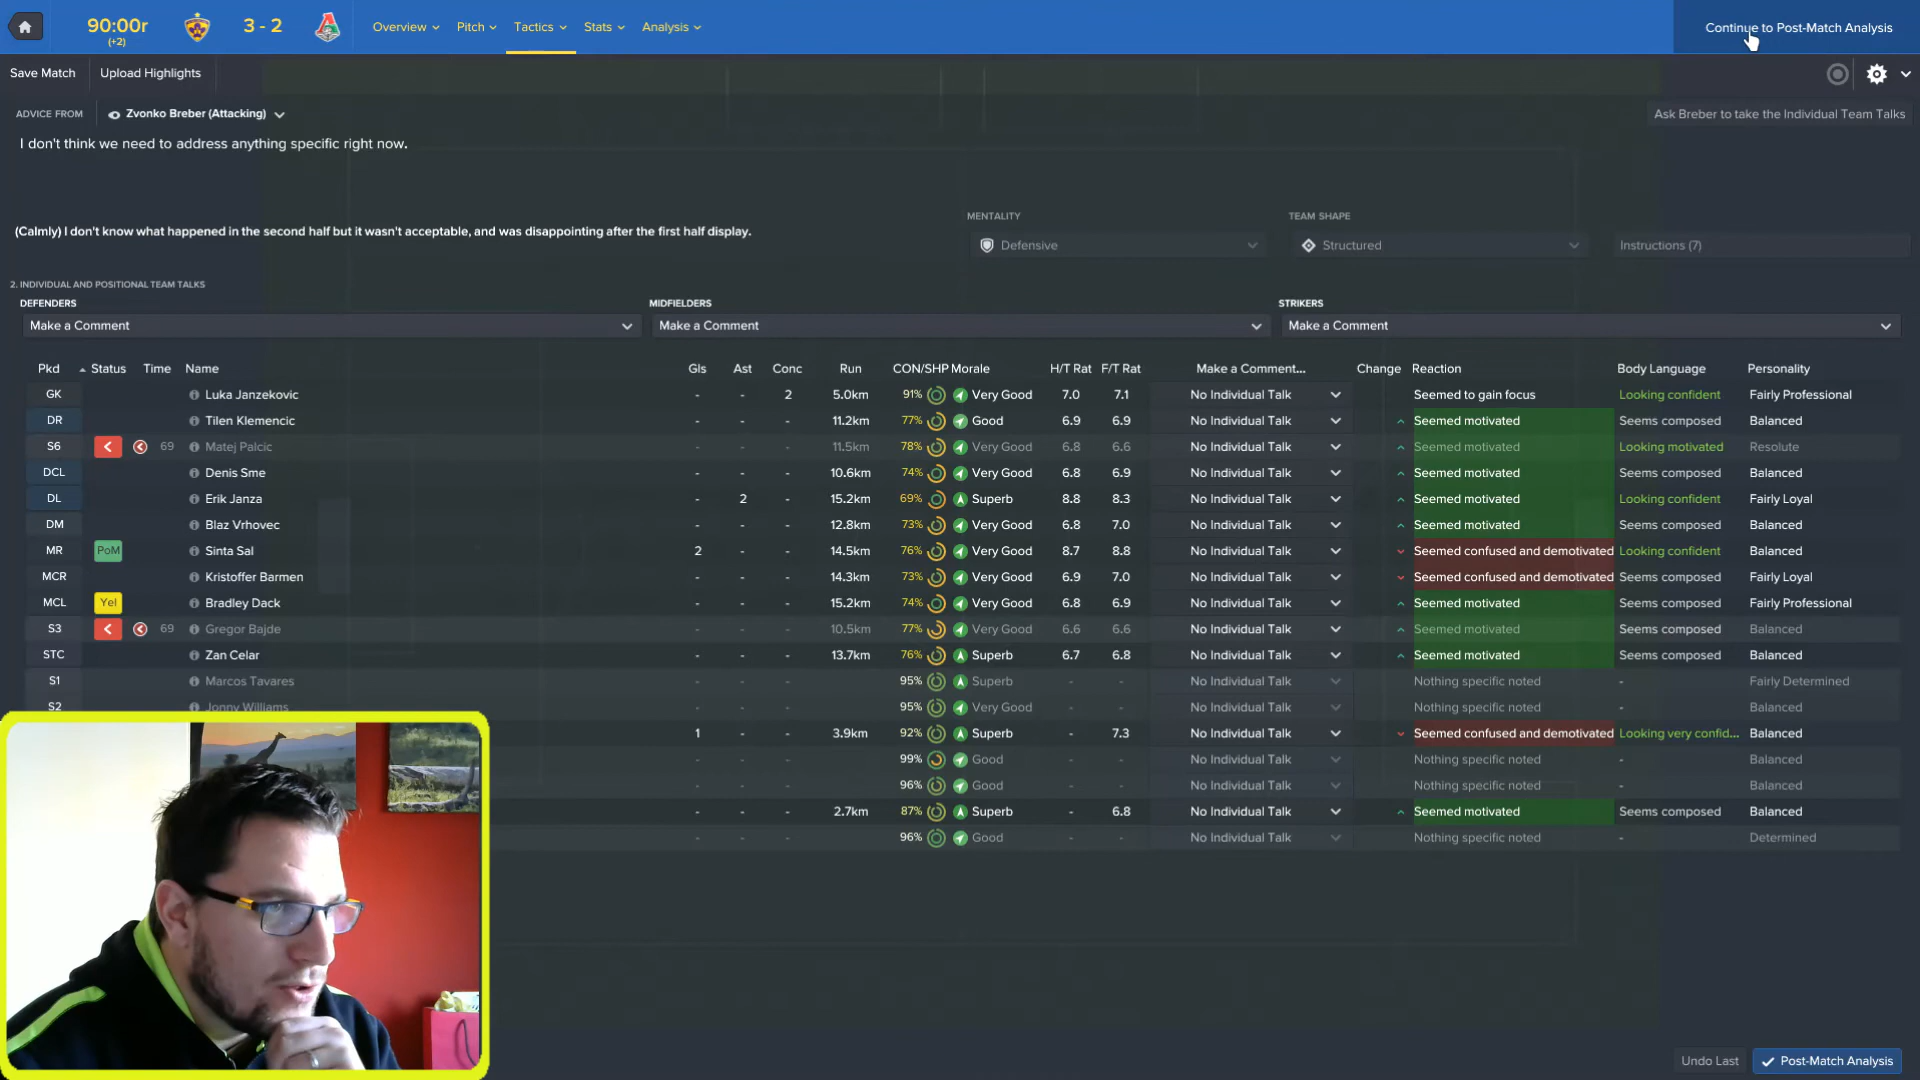 90:00r
(+2)
3 - 2
Overview
Pitch
Tactics
Stats
Analysis
Continue to Post-Match Analysis
Save Match
Upload Highlights
ADVICE FROM
Zvonko Breber (Attacking)
Ask Breber to take the Individual Team Talks
I don't think we need to address anything specific right now.
(Calmly) I don't know what happened in the second half but it wasn't acceptable, and was disappointing after the first half display.
MENTALITY
Defensive
TEAM SHAPE
Structured
Instructions (7)
2. INDIVIDUAL AND POSITIONAL TEAM TALKS
DEFENDERS
MIDFIELDERS
STRIKERS
Make a Comment
Make a Comment
Make a Comment
Pkd Status Time Name Gls Ast Conc Run CON/SHP Morale H/T Rat F/T Rat Make a Comment... Change Reaction Body Language Personality
GK Luka Janzekovic - - 2 5.0km 91% Very Good 7.0 7.1 No Individual Talk Seemed to gain focus Looking confident Fairly Professional
DR Tilen Klemencic - - - 11.2km 77% Good 6.9 6.9 No Individual Talk Seemed motivated Seems composed Balanced
S6 69 Matej Palcic - - - 11.5km 78% Very Good 6.8 6.6 No Individual Talk Seemed motivated Looking motivated Resolute
DCL Denis Sme - - - 10.6km 74% Very Good 6.8 6.9 No Individual Talk Seemed motivated Seems composed Balanced
DL Erik Janza - 2 - 15.2km 69% Superb 8.8 8.3 No Individual Talk Seemed motivated Looking confident Fairly Loyal
DM Blaz Vrhovec - - - 12.8km 73% Very Good 6.8 7.0 No Individual Talk Seemed motivated Seems composed Balanced
MR PoM Sinta Sal 2 - - 14.5km 76% Very Good 8.7 8.8 No Individual Talk Seemed confused and demotivated Looking confident Balanced
MCR Kristoffer Barmen - - - 14.3km 73% Very Good 6.9 7.0 No Individual Talk Seemed confused and demotivated Seems composed Fairly Loyal
MCL Yel Bradley Dack - - - 15.2km 74% Very Good 6.8 6.9 No Individual Talk Seemed motivated Seems composed Fairly Professional
S3 69 Gregor Bajde - - - 10.5km 77% Very Good 6.6 6.6 No Individual Talk Seemed motivated Seems composed Balanced
STC Zan Celar - - - 13.7km 76% Superb 6.7 6.8 No Individual Talk Seemed motivated Seems composed Balanced
S1 Marcos Tavares - - - 95% Superb - - No Individual Talk Nothing specific noted - Fairly Determined
S2 Jonny Williams - - - 95% Very Good - - No Individual Talk Nothing specific noted - Balanced
1 - - 3.9km 92% Superb - 7.3 No Individual Talk Seemed confused and demotivated Looking very confid... Balanced
- - - 99% Good - - No Individual Talk Nothing specific noted - Balanced
- - - 96% Good - - No Individual Talk Nothing specific noted - Balanced
- - - 2.7km 87% Superb - 6.8 No Individual Talk Seemed motivated Seems composed Balanced
- - - 96% Good - - No Individual Talk Nothing specific noted - Determined
Undo Last
Post-Match Analysis